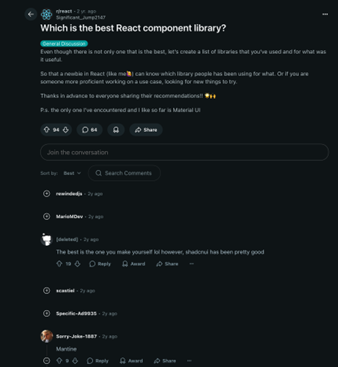 r/react • 2 yr. ago
Significant_Jump2147
Which is the best React component library?
General Discussion
Even though there is not only one that is the best, let's create a list of libraries that you've used and for what was
it useful.
So that a newbie in React (like me) can know which library people has been using for what. Or if you are
someone more proficient working on a use case, looking for new things to try.
Thanks in advance to everyone sharing their recommendations!!
P.s. the only one I've encountered and I like so far is Material UI
94 64 Share
Join the conversation
Sort by: Best Search Comments
rewindedjs • 2y ago
MarioIDev • 2y ago
[deleted] • 2y ago
The best is the one you make yourself lol however, shadcnui has been pretty good
18 Reply Award Share
scastiel • 2y ago
Specific-Ad9935 • 2y ago
Sorry-Joke-1887 • 2y ago
Mantine
9 Reply Award Share